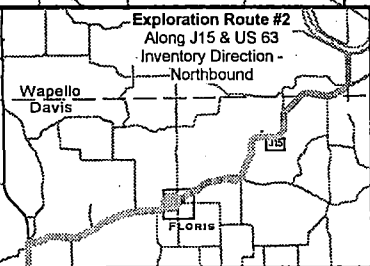 Exploration Route #2
Along J15 & US 63
Inventory Direction -
Northbound
Wapello
Davis
J15
FLORIS